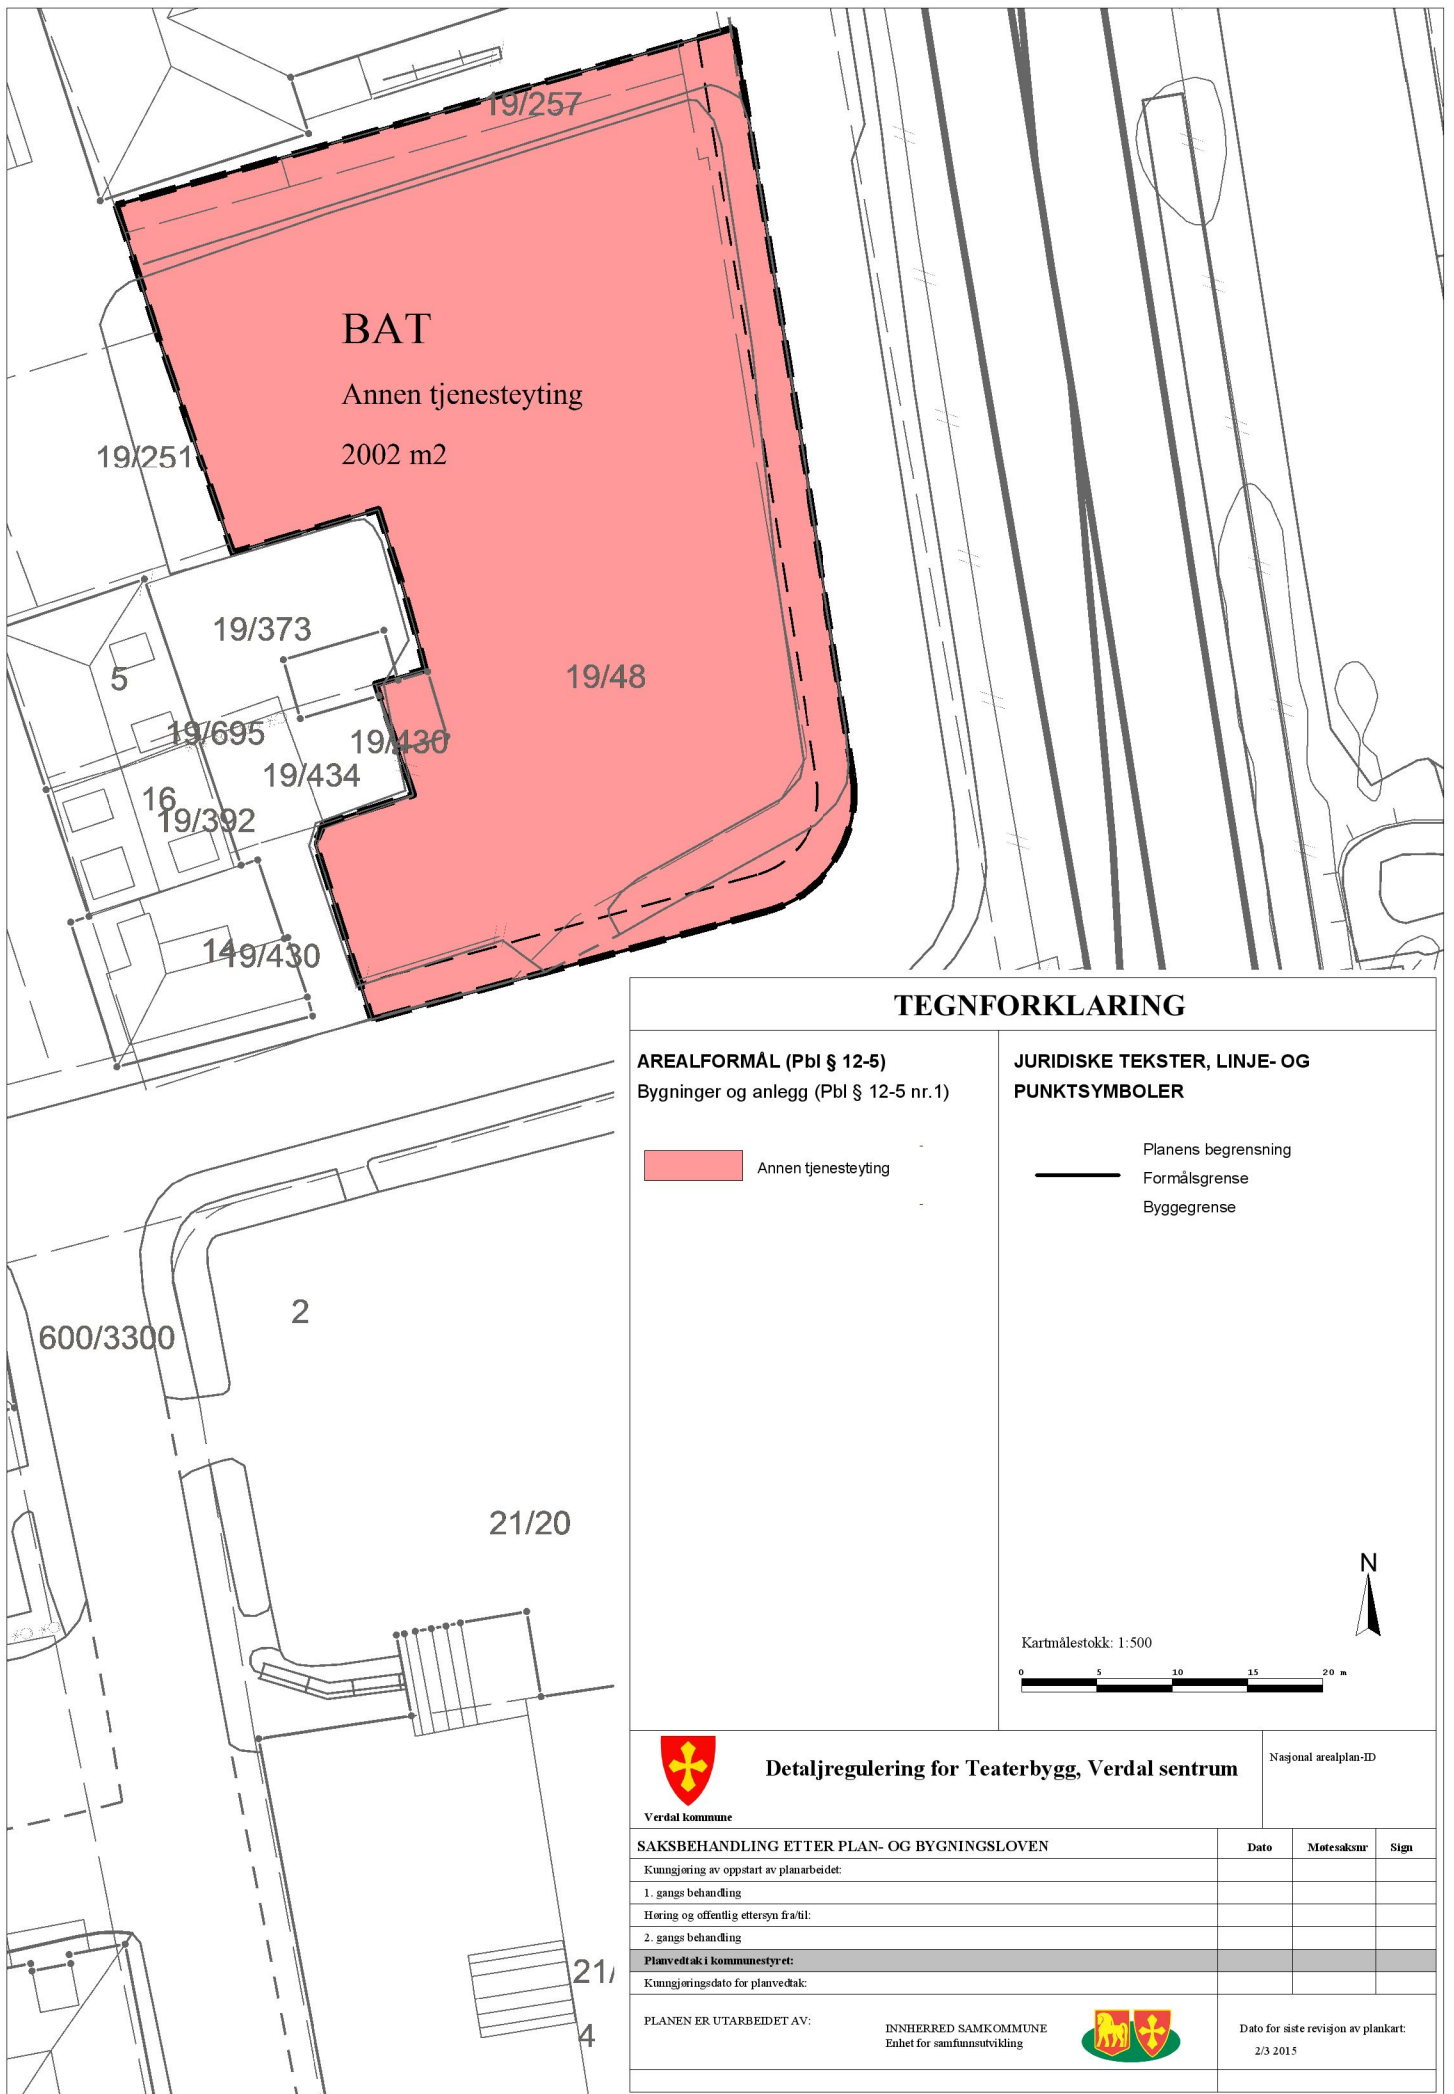 19/257
BAT
Annen tjenesteyting
2002 m2
19/251
19/373
19/48
5
19/695
19/430
19/434
16
19/392
14
19/430
TEGNFORKLARING
AREALFORMÅL (Pbl § 12-5)
Bygninger og anlegg (Pbl § 12-5 nr.1)
Annen tjenesteyting
JURIDISKE TEKSTER, LINJE- OG
PUNKTSYMBOLER
Planens begrensning
Formålsgrense
Byggegrense
2
600/3300
21/20
N
Kartmålestokk: 1:500
0 5 10 15 20 m
Verdal kommune
Detaljregulering for Teaterbygg, Verdal sentrum
Nasjonal arealplan-ID
SAKSBEHANDLING ETTER PLAN- OG BYGNINGSLOVEN
Dato
Møtesaksnr
Sign
Kunngjøring av oppstart av planarbeidet:
1. gangs behandling
Høring og offentlig ettersyn fra/til:
2. gangs behandling
Planvedtak i kommunestyret:
Kunngjøringsdato for planvedtak:
21/
4
PLANEN ER UTARBEIDET AV:
INNHERRED SAMKOMMUNE
Enhet for samfunnsutvikling
Dato for siste revisjon av plankart:
2/3 2015